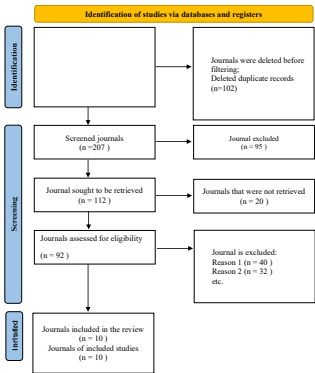 Identification of studies via databases and registers
Identification
Journals were deleted before
filtering;
Deleted duplicate records
(n=102)
Screening
Screened journals
(n =207 )
Journal excluded
(n = 95 )
Journal sought to be retrieved
(n = 112 )
Journals that were not retrieved
(n = 20 )
Journals assessed for eligibility
(n = 92 )
Journal is excluded:
Reason 1 (n = 40 )
Reason 2 (n = 32 )
etc.
Included
Journals included in the review
(n = 10 )
Journals of included studies
(n = 10 )